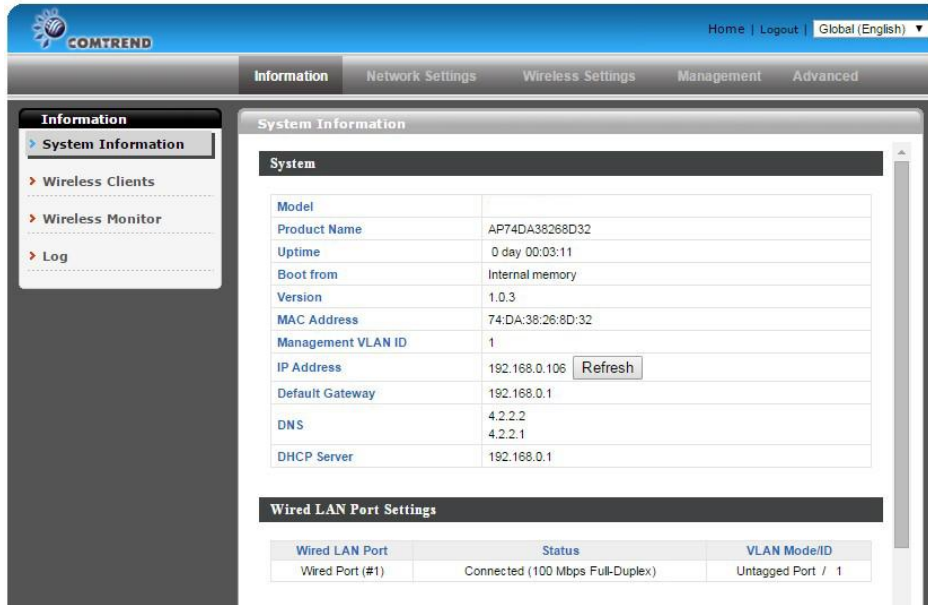 COMTREND
Home | Logout | Global (English)
Information Network Settings Wireless Settings Management Advanced
Information
System Information
Wireless Clients
Wireless Monitor
Log
System Information
System
Model
Product Name AP74DA38268D32
Uptime 0 day 00:03:11
Boot from Internal memory
Version 1.0.3
MAC Address 74:DA:38:26:8D:32
Management VLAN ID 1
IP Address 192.168.0.106 Refresh
Default Gateway 192.168.0.1
DNS 4.2.2.2
4.2.2.1
DHCP Server 192.168.0.1
Wired LAN Port Settings
Wired LAN Port Status VLAN Mode/ID
Wired Port (#1) Connected (100 Mbps Full-Duplex) Untagged Port / 1